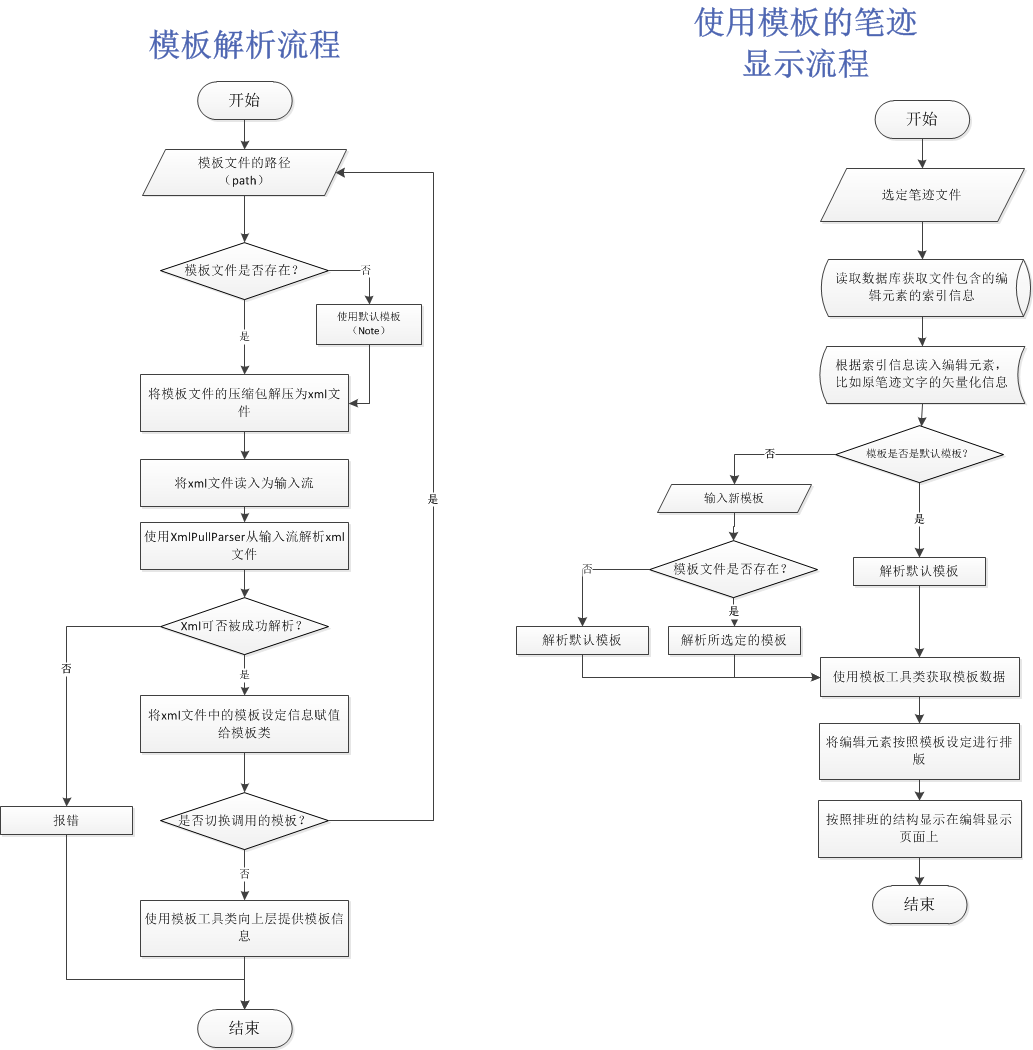 模板解析流程
开始
模板文件的路径
（path）
模板文件是否存在？
否
使用默认模板
（Note）
是
将模板文件的压缩包解压为xml文
件
将xml文件读入为输入流
使用XmlPullParser从输入流解析xml
文件
Xml可否被成功解析？
否
是
将xml文件中的模板设定信息赋值
给模板类
报错
是否切换调用的模板？
是
否
使用模板工具类向上层提供模板信
息
结束
使用模板的笔迹
显示流程
开始
选定笔迹文件
读取数据库获取文件包含的编
辑元素的索引信息
根据索引信息读入编辑元素，
比如原笔迹文字的矢量化信息
模板是否是默认模板？
否
输入新模板
是
模板文件是否存在？
否
是
解析默认模板
解析默认模板
解析所选定的模板
使用模板工具类获取模板数据
将编辑元素按照模板设定进行排
版
按照排班的结构显示在编辑显示
页面上
结束